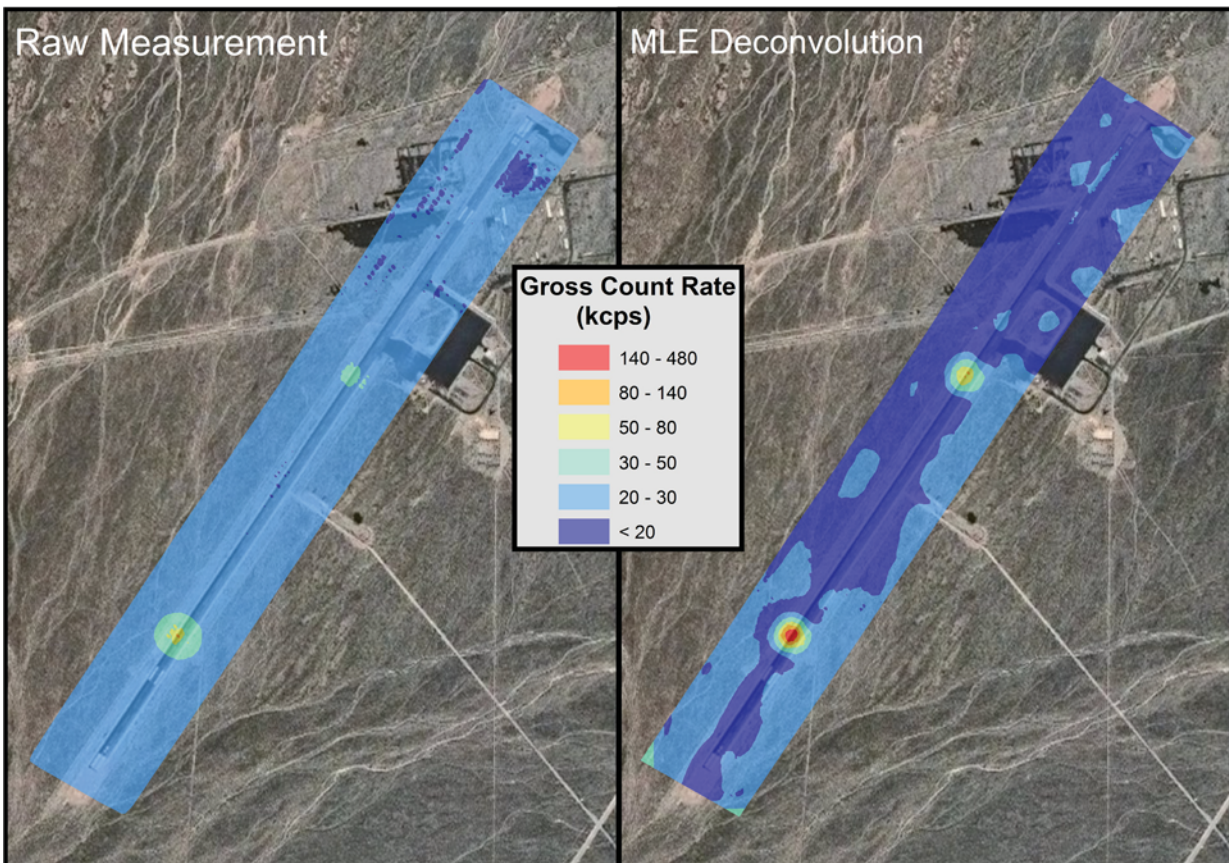 Raw Measurement
MLE Deconvolution
Gross Count Rate
(kcps)
140 - 480
80 - 140
50 - 80
30 - 50
20 - 30
< 20